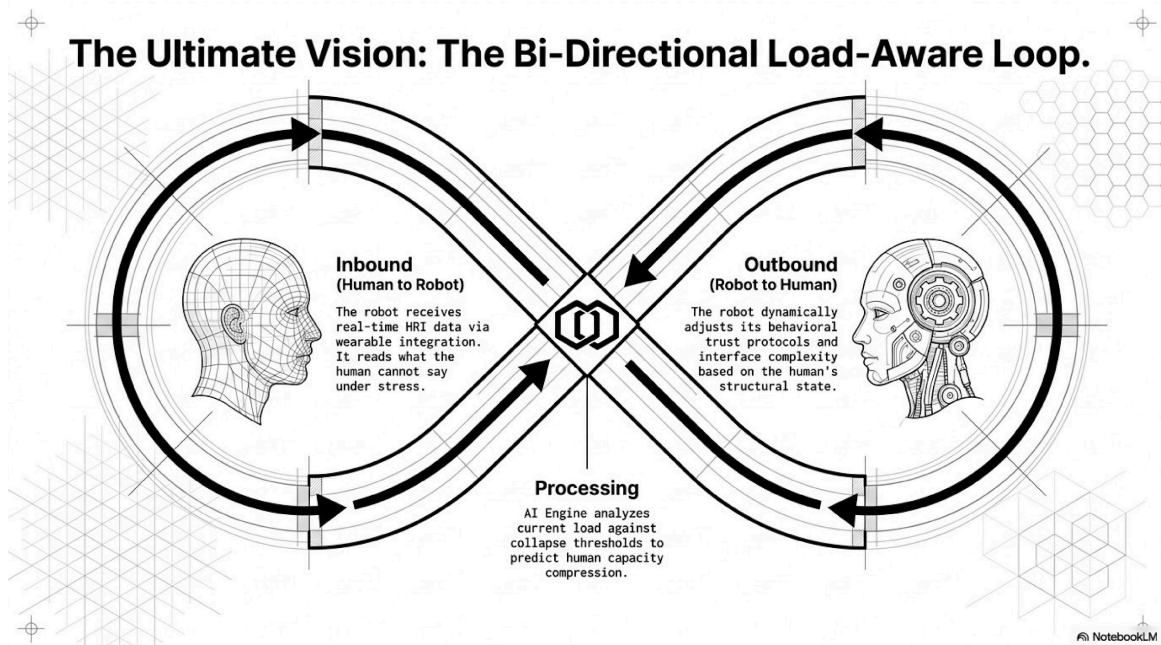 The Ultimate Vision: The Bi-Directional Load-Aware Loop.
Inbound
(Human to Robot)
The robot receives
real-time HRI data via
wearable integration.
It reads what the
human cannot say
under stress.
Outbound
(Robot to Human)
The robot dynamically
adjusts its behavioral
trust protocols and
interface complexity
based on the human's
structural state.
Processing
AI Engine analyzes
current load against
collapse thresholds to
predict human capacity
compression.
NotebookLM